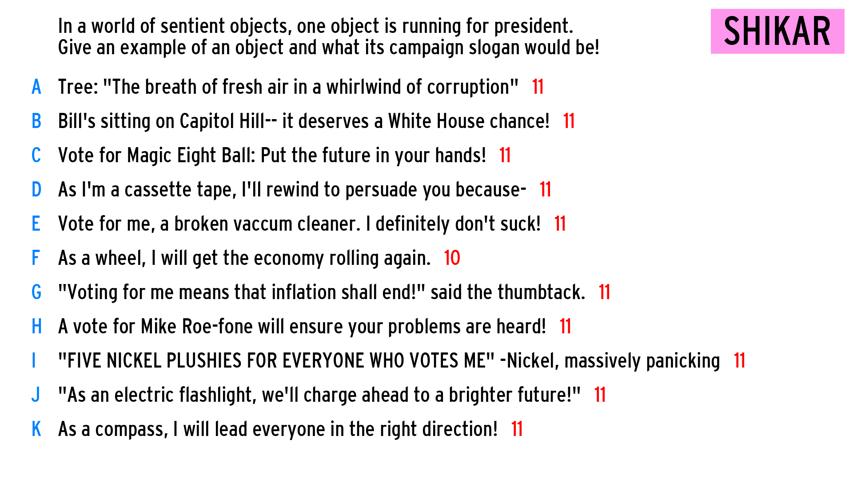 In a world of sentient objects, one object is running for president.
Give an example of an object and what its campaign slogan would be!
SHIKAR
A Tree: "The breath of fresh air in a whirlwind of corruption" 11
B Bill's sitting on Capitol Hill-- it deserves a White House chance! 11
C Vote for Magic Eight Ball: Put the future in your hands! 11
D As I'm a cassette tape, I'll rewind to persuade you because- 11
E Vote for me, a broken vaccum cleaner. I definitely don't suck! 11
F As a wheel, I will get the economy rolling again. 10
G "Voting for me means that inflation shall end!" said the thumbtack. 11
H A vote for Mike Roe-fone will ensure your problems are heard! 11
I "FIVE NICKEL PLUSHIES FOR EVERYONE WHO VOTES ME" -Nickel, massively panicking 11
J "As an electric flashlight, we'll charge ahead to a brighter future!" 11
K As a compass, I will lead everyone in the right direction! 11